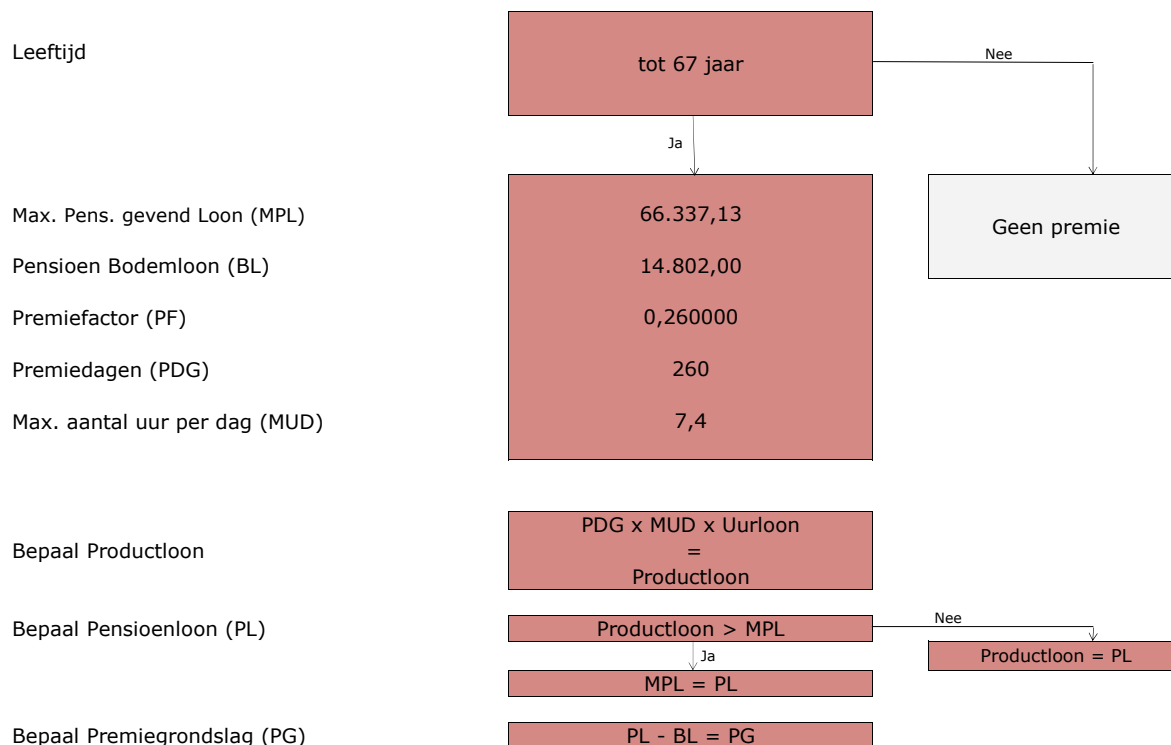 Leeftijd
tot 67 jaar
Nee
Ja
Max. Pens. gevend Loon (MPL)
66.337,13
Geen premie
Pensioen Bodemloon (BL)
14.802,00
Premiefactor (PF)
0,260000
Premiedagen (PDG)
260
Max. aantal uur per dag (MUD)
7,4
Bepaal Productloon
PDG x MUD x Uurloon
=
Productloon
Bepaal Pensioenloon (PL)
Productloon > MPL
Nee
Ja
Productloon = PL
MPL = PL
Bepaal Premiegrondslag (PG)
PL - BL = PG